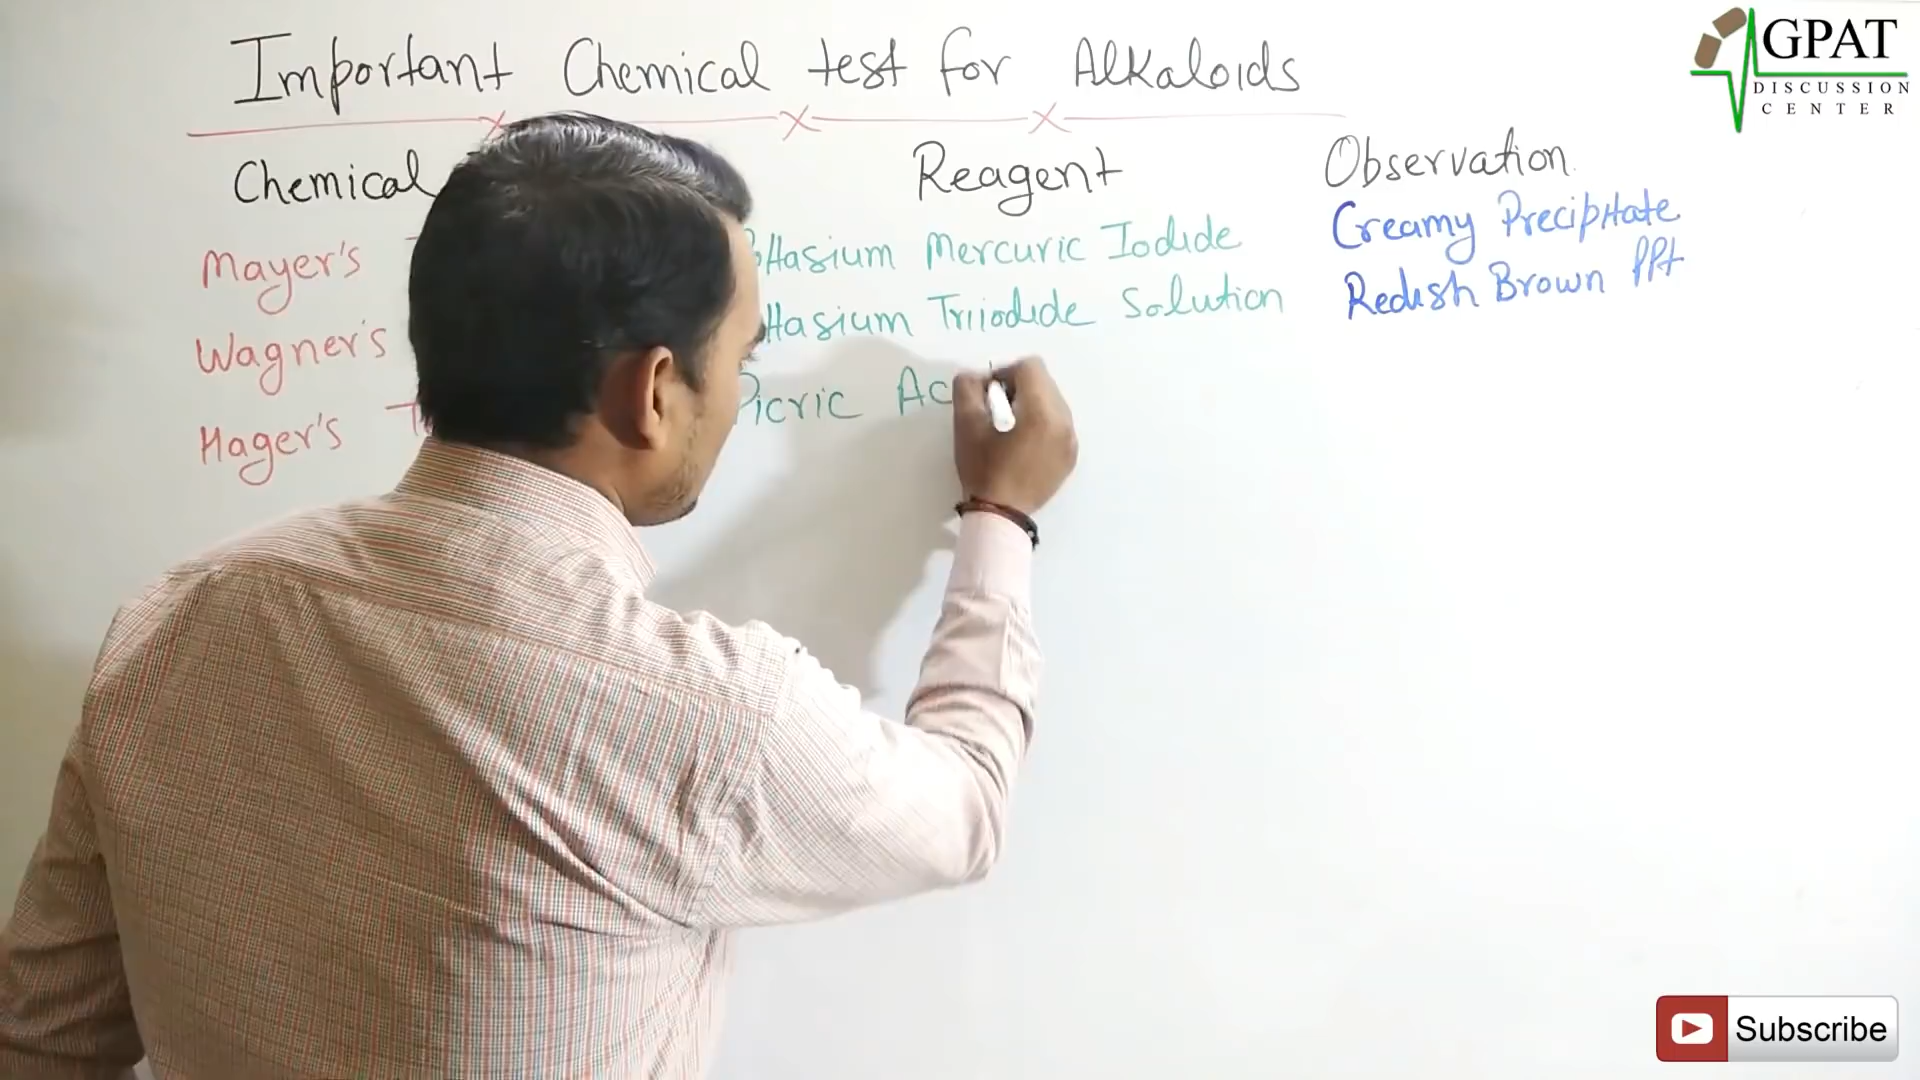 Important Chemical test for Alkaloids
Chemical
Reagent
Observation
Mayer's
Mercuric Iodide
Creamy Precipitate
Wagner's
Triiodide Solution
Redish Brown PPt
Hager's
Picric
GPAT
DISCUSSION
CENTER
Subscribe